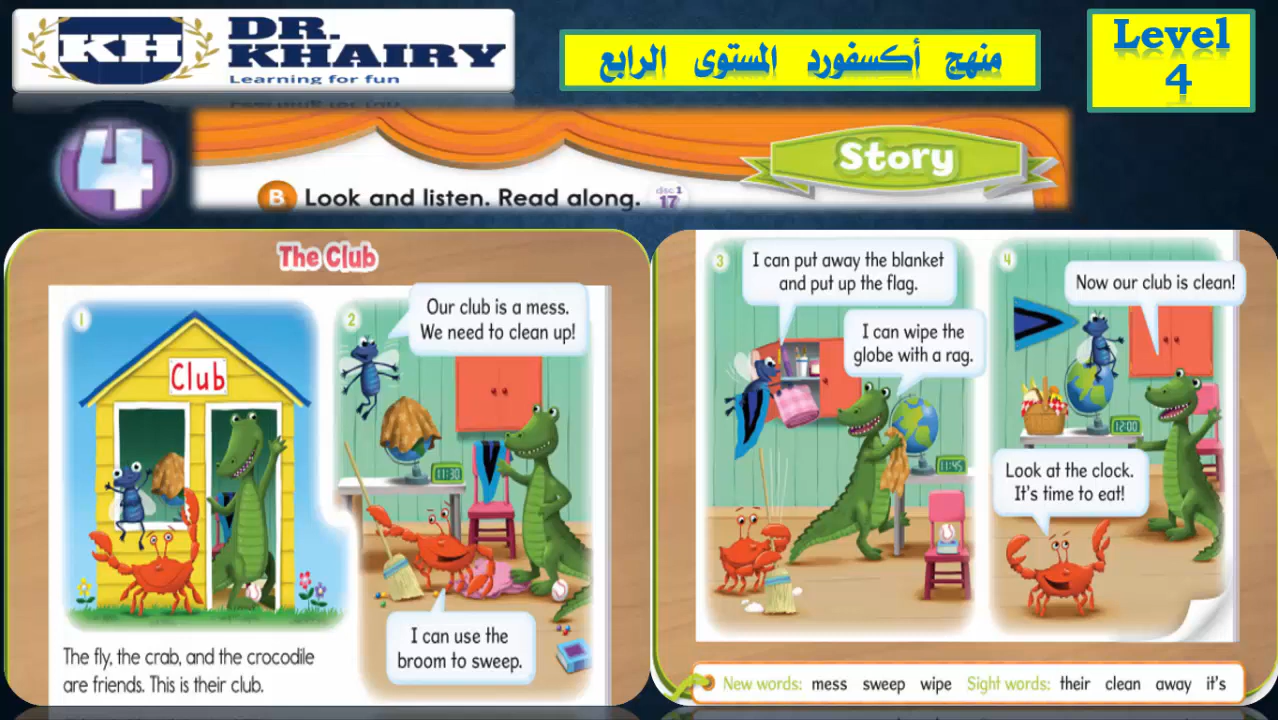 KH
DR.
KHAIRY
Learning for fun
منهج أكسفورد المستوى الرابع
Level
4
4
Story
B Look and listen. Read along. disc 1
17
The Club
1
Club
The fly, the crab, and the crocodile
are friends. This is their club.
2
Our club is a mess.
We need to clean up!
11:30
I can use the
broom to sweep.
3
I can put away the blanket
and put up the flag.
I can wipe the
globe with a rag.
11:45
4
Now our club is clean!
12:00
Look at the clock.
It's time to eat!
New words: mess sweep wipe Sight words: their clean away it's